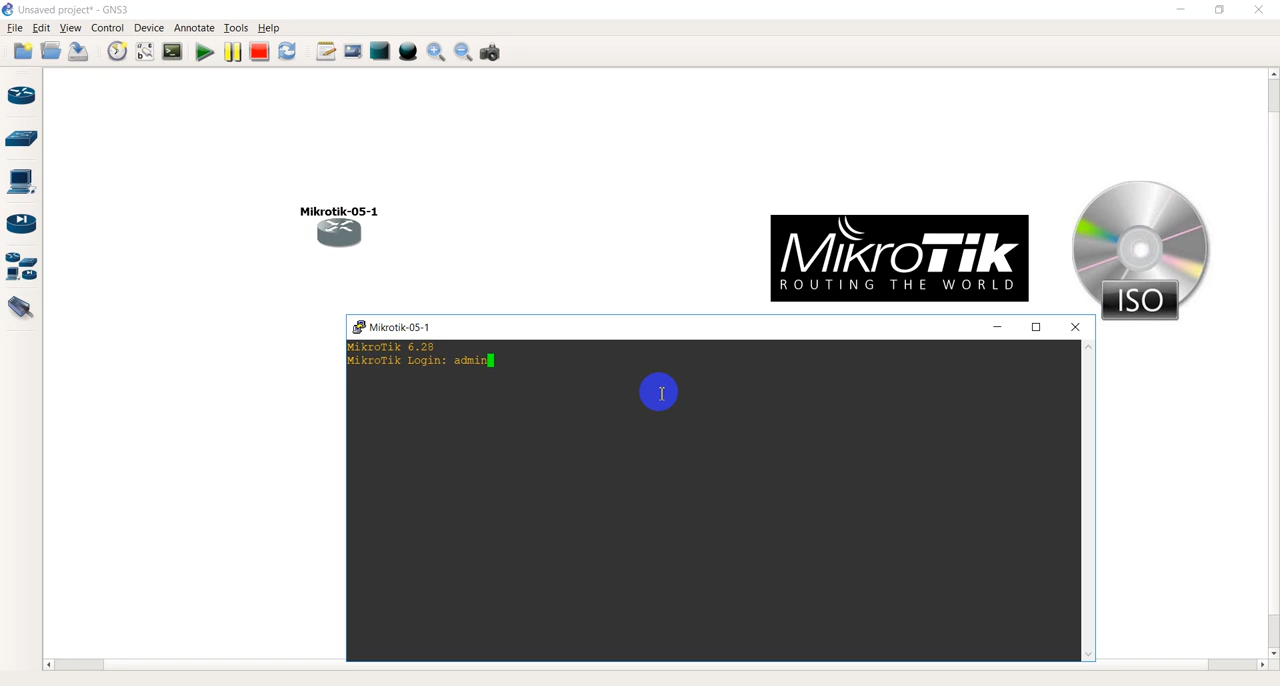 Unsaved project* - GNS3
File Edit View Control Device Annotate Tools Help
Mikrotik-05-1
MikroTik
ROUTING THE WORLD
ISO
Mikrotik-05-1
MikroTik 6.28
MikroTik Login: admin